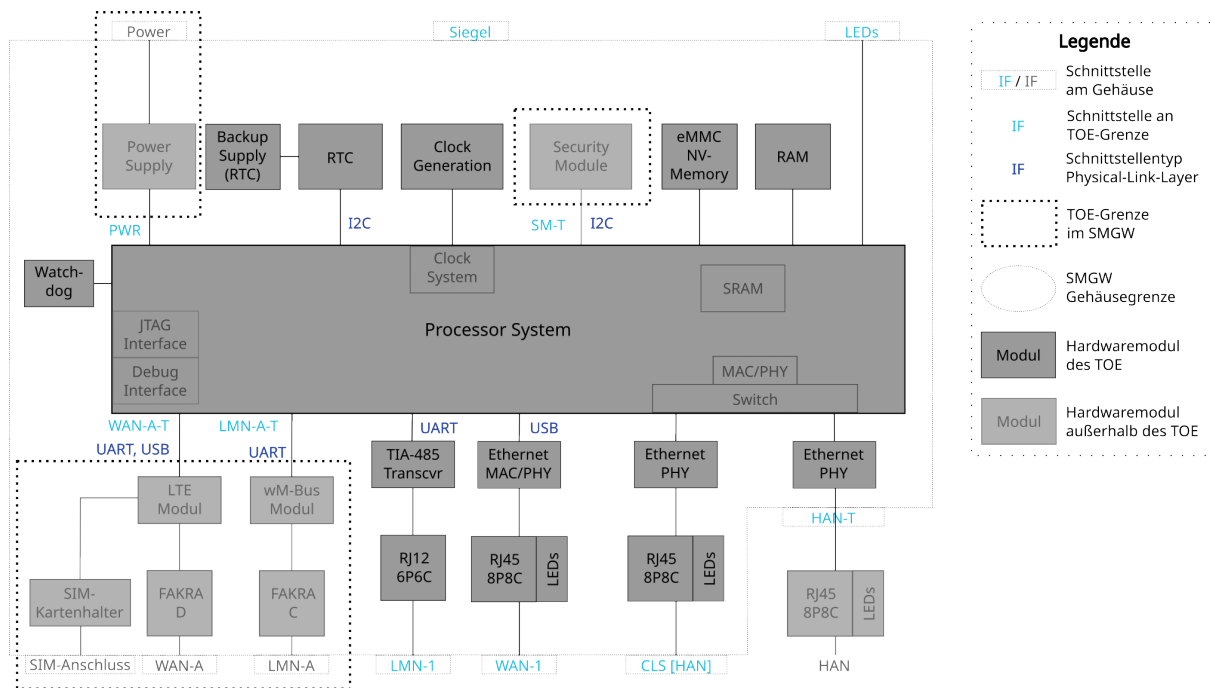 Power
Siegel
LEDs
Power
Supply
Backup
Supply
(RTC)
RTC
Clock
Generation
Security
Module
eMMC
NV-
Memory
RAM
PWR
I2C
SM-T
I2C
Watch-
dog
Clock
System
SRAM
Processor System
JTAG
Interface
Debug
Interface
MAC/PHY
Switch
WAN-A-T
UART, USB
LMN-A-T
UART
UART
USB
TIA-485
Transcvr
Ethernet
MAC/PHY
Ethernet
PHY
Ethernet
PHY
LTE
Modul
wM-Bus
Modul
HAN-T
RJ12
6P6C
RJ45
8P8C
LEDs
RJ45
8P8C
LEDs
SIM-
Kartenhalter
FAKRA
D
FAKRA
C
RJ45
8P8C
LEDs
SIM-Anschluss
WAN-A
LMN-A
LMN-1
WAN-1
CLS [HAN]
HAN
Legende
IF / IF
Schnittstelle
am Gehäuse
IF
Schnittstelle an
TOE-Grenze
IF
Schnittstellentyp
Physical-Link-Layer
TOE-Grenze
im SMGW
SMGW
Gehäusegrenze
Modul
Hardwaremodul
des TOE
Modul
Hardwaremodul
außerhalb des TOE